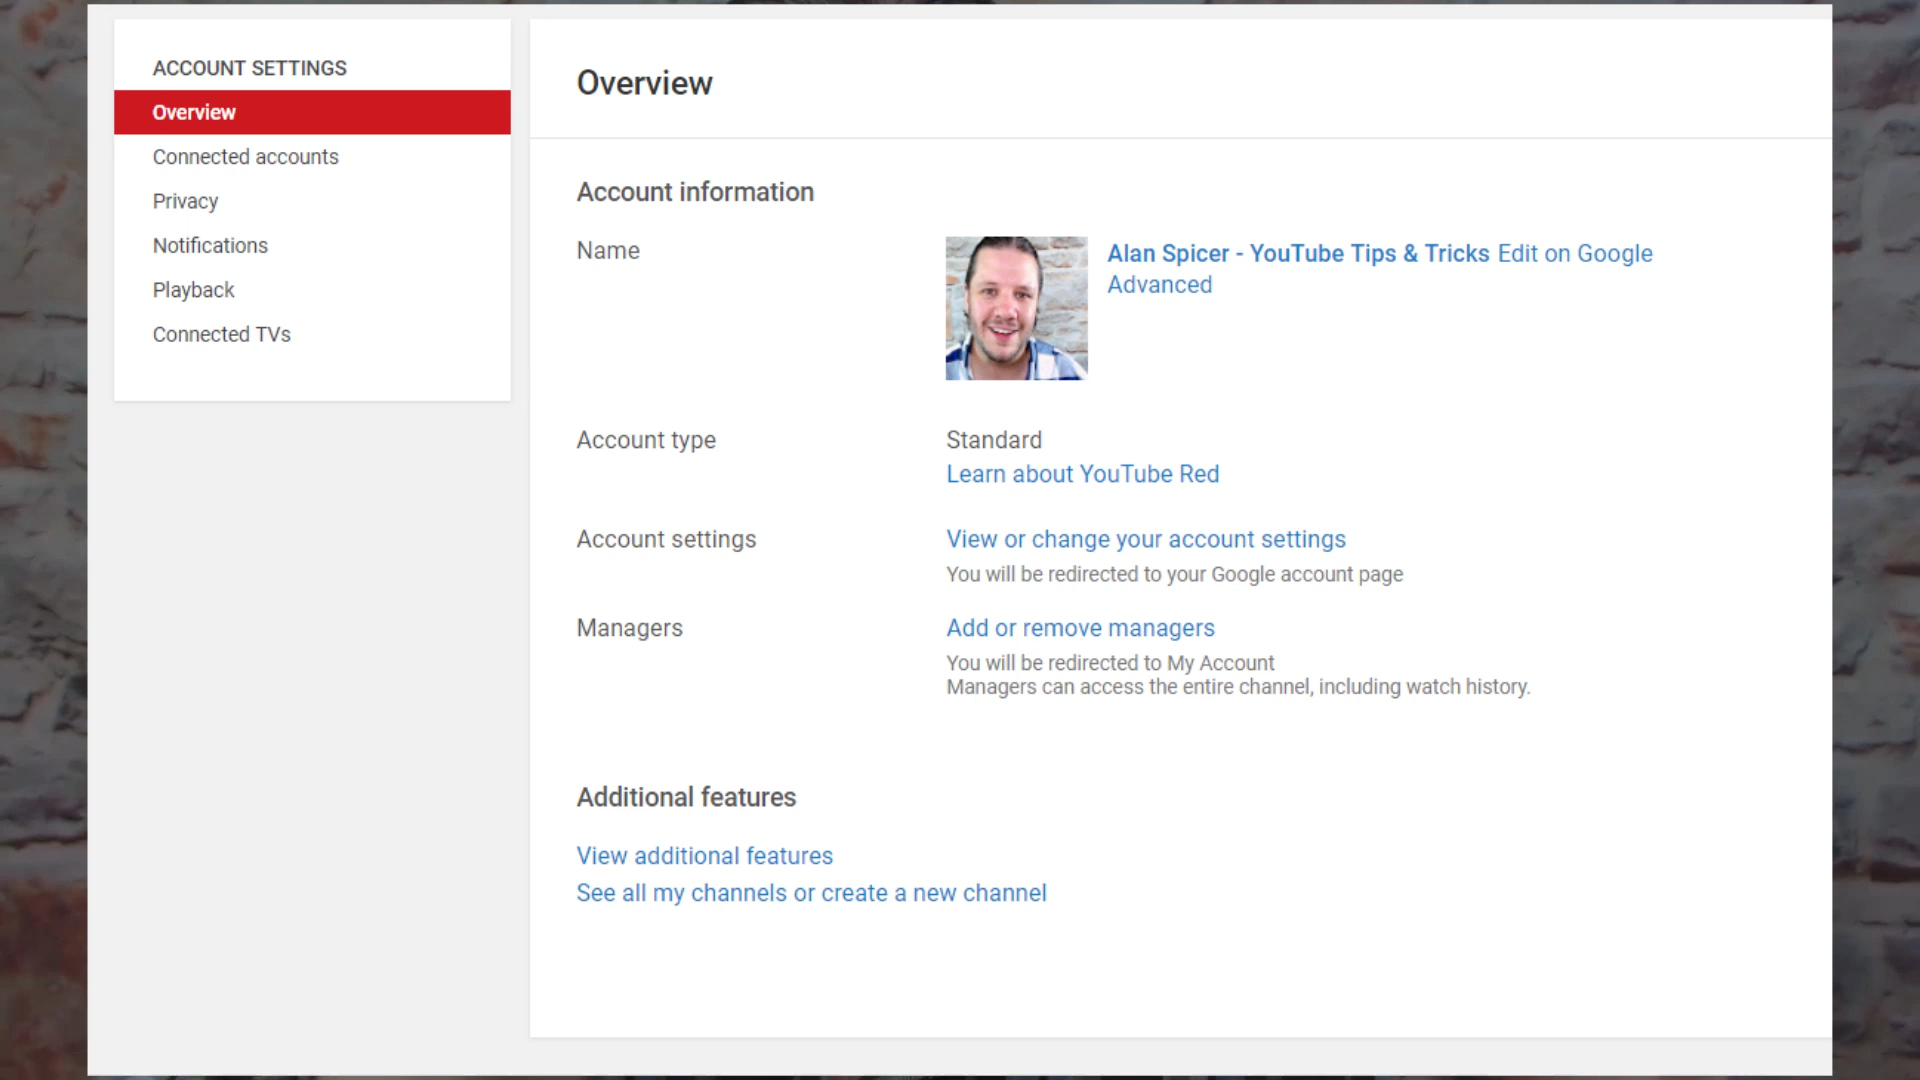 ACCOUNT SETTINGS
Overview
Connected accounts
Privacy
Notifications
Playback
Connected TVs
Overview
Account information
Name
Alan Spicer - YouTube Tips & Tricks Edit on Google
Advanced
Account type
Standard
Learn about YouTube Red
Account settings
View or change your account settings
You will be redirected to your Google account page
Managers
Add or remove managers
You will be redirected to My Account
Managers can access the entire channel, including watch history.
Additional features
View additional features
See all my channels or create a new channel